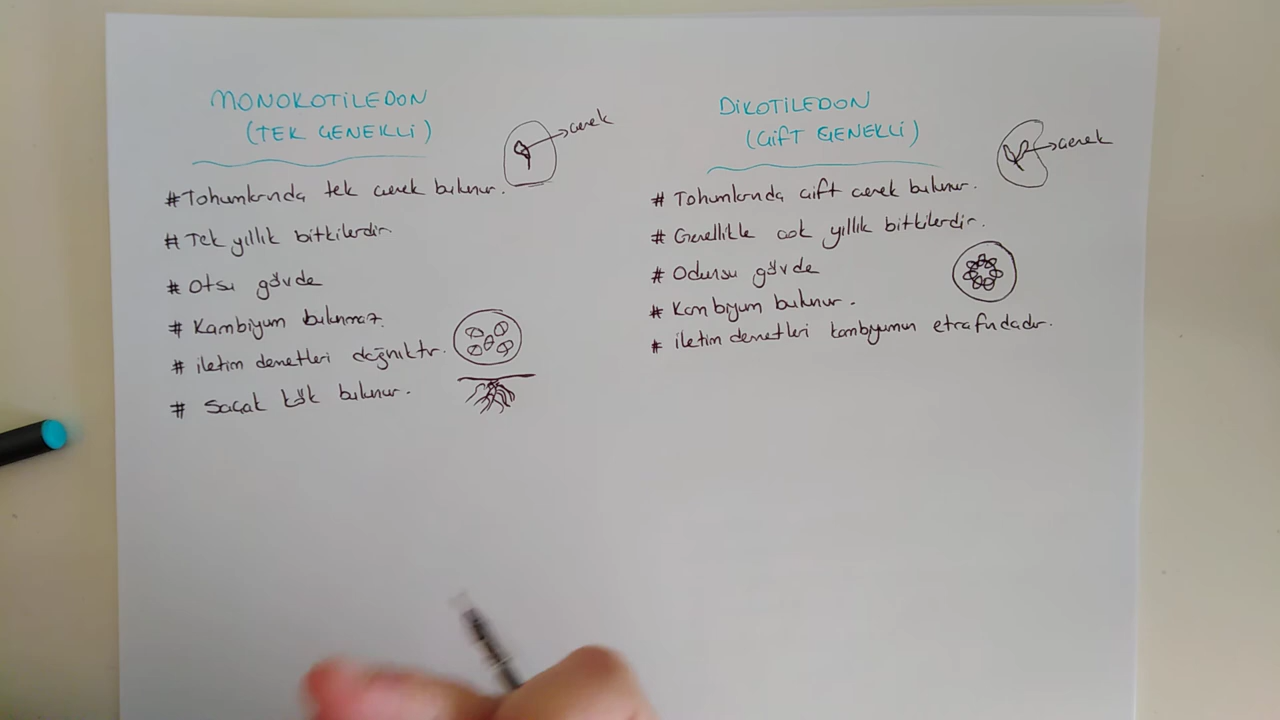 MONOKOTİLEDON
(TEK ÇENEKLİ)
çenek
#Tohumlarında tek çenek bulunur.
# Tek yıllık bitkilerdir.
# Otsu gövde
# Kambiyum bulunmaz.
# iletim demetleri dağınıktır.
# Saçak kök bulunur.
DİKOTİLEDON
(ÇİFT ÇENEKLİ)
çenek
# Tohumlarında çift çenek bulunur.
# Genellikle çok yıllık bitkilerdir.
# Odunsu gövde
# Kambiyum bulunur.
# iletim demetleri kambiyumun etrafındadır.